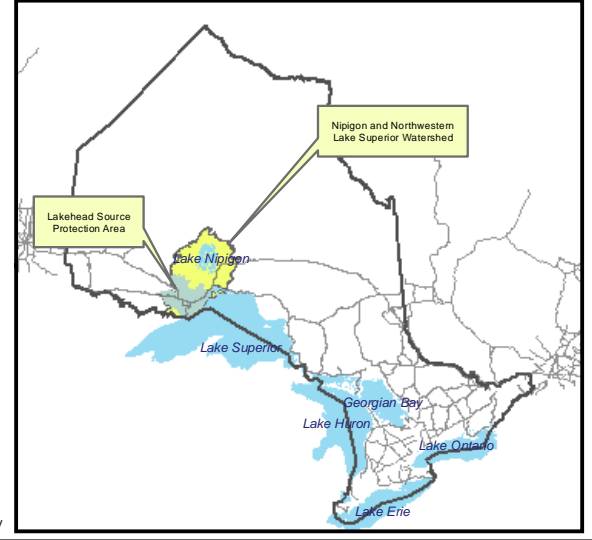 Nipigon and Northwestern
Lake Superior Watershed
Lakehead Source
Protection Area
Lake Nipigon
Lake Superior
Georgian Bay
Lake Huron
Lake Ontario
Lake Erie